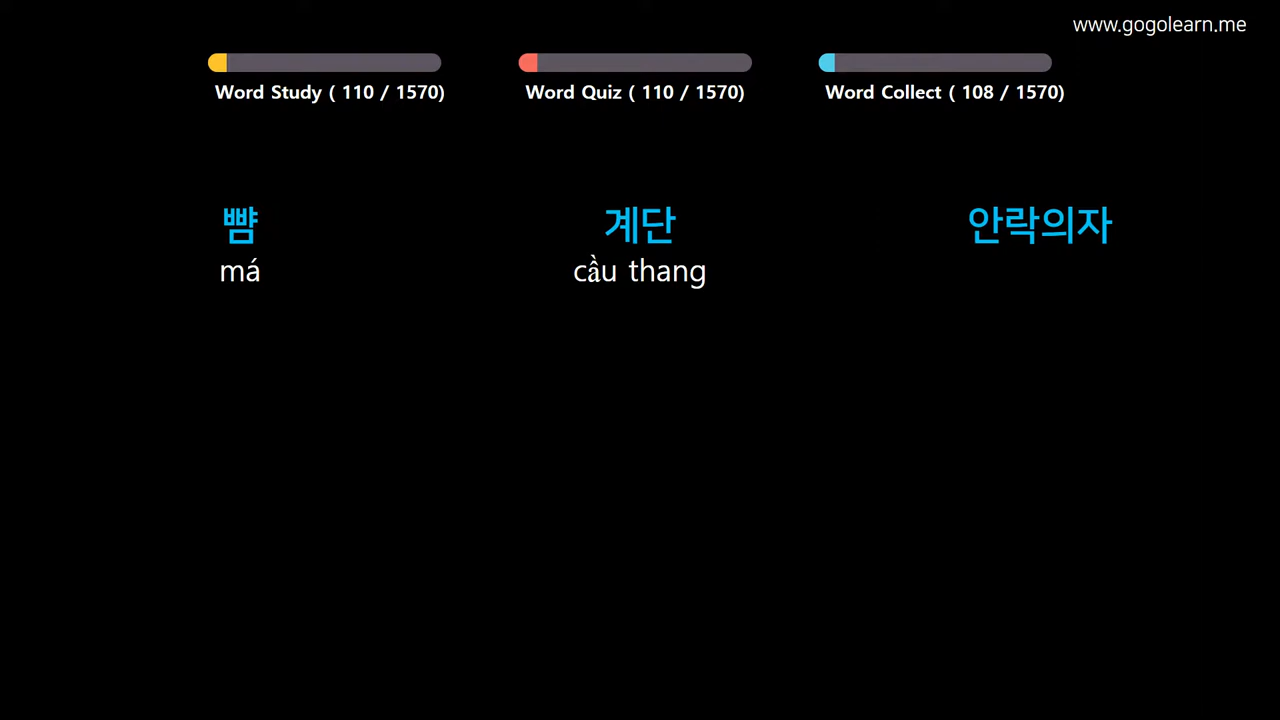 www.gogolearn.me
Word Study ( 110 / 1570)
Word Quiz ( 110 / 1570)
Word Collect ( 108 / 1570)
뺨
má
계단
cầu thang
안락의자